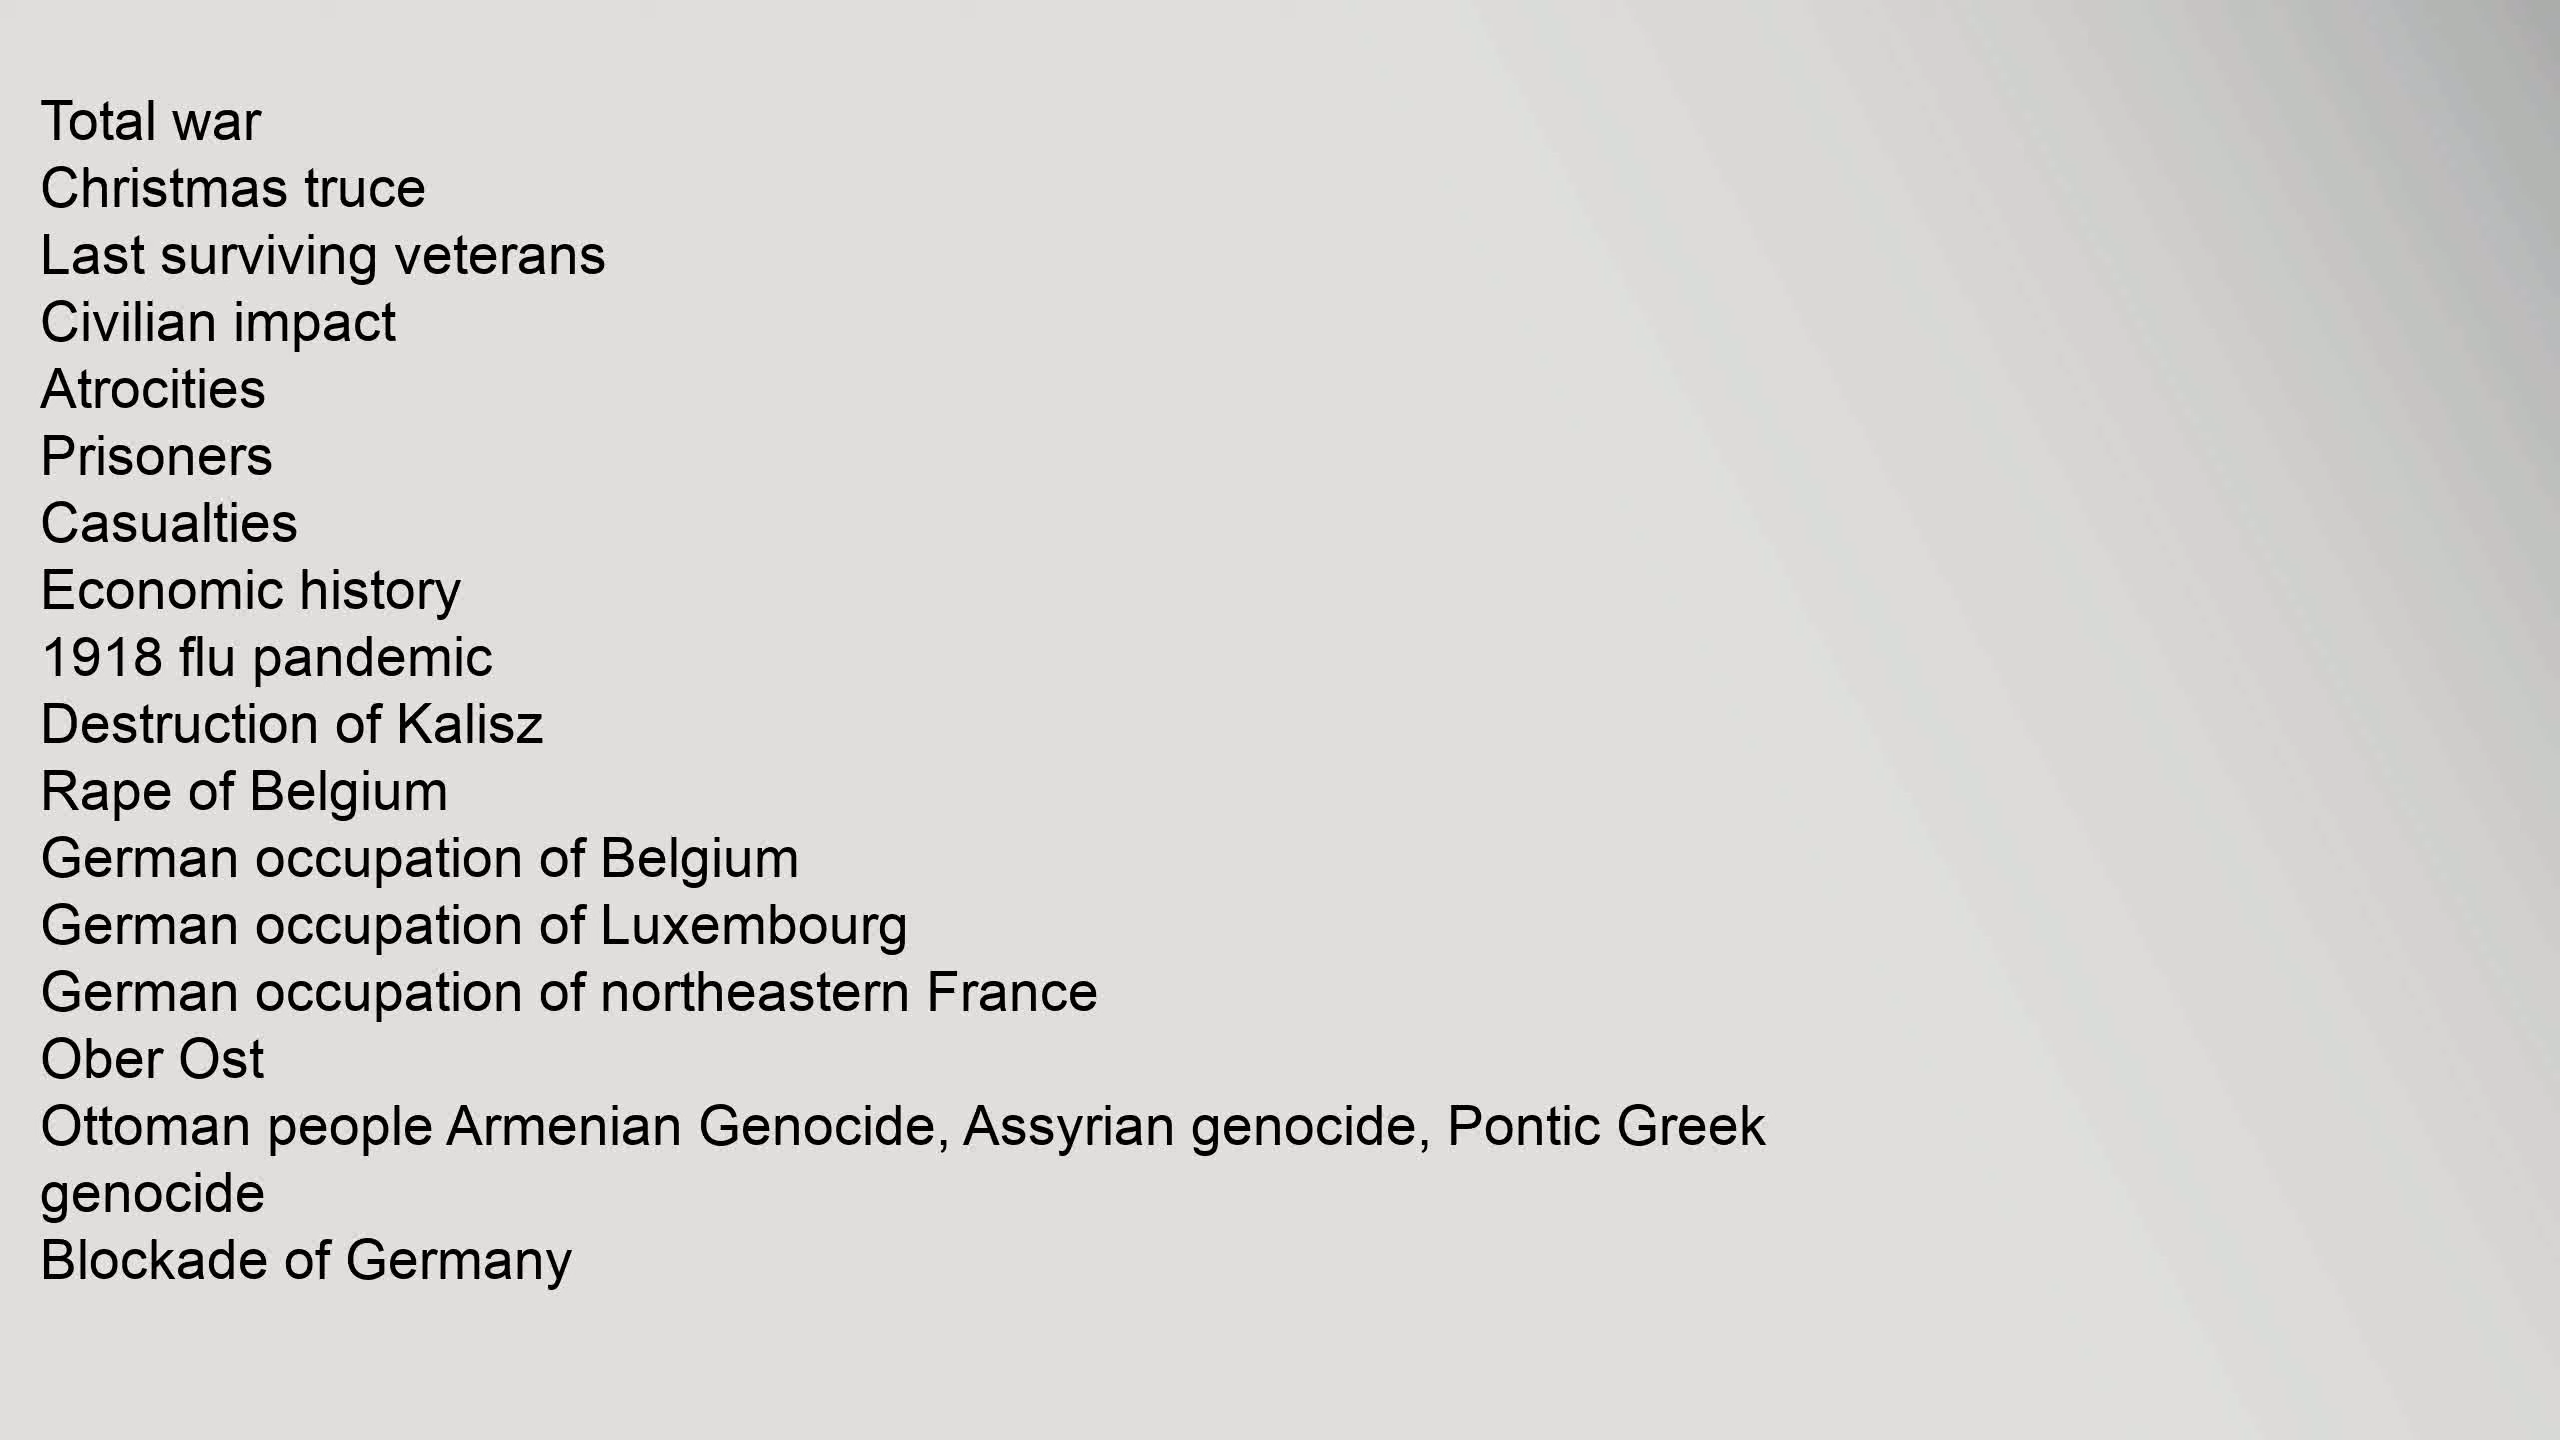 Total war
Christmas truce
Last surviving veterans
Civilian impact
Atrocities
Prisoners
Casualties
Economic history
1918 flu pandemic
Destruction of Kalisz
Rape of Belgium
German occupation of Belgium
German occupation of Luxembourg
German occupation of northeastern France
Ober Ost
Ottoman people Armenian Genocide, Assyrian genocide, Pontic Greek
genocide
Blockade of Germany